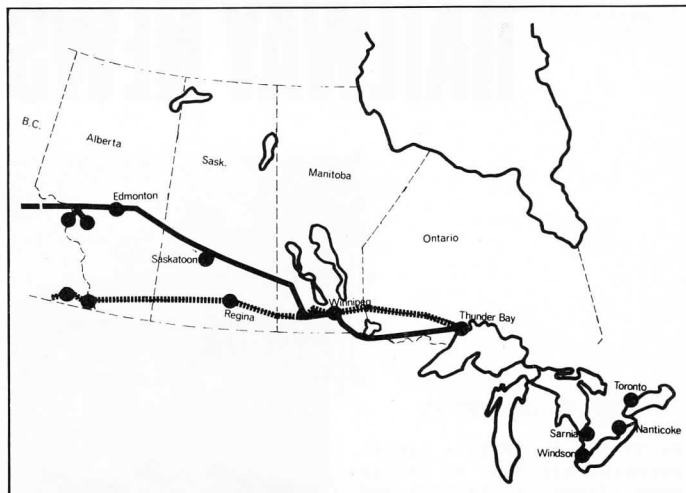 B.C.
Alberta
Sask.
Manitoba
Ontario
Edmonton
Saskatoon
Regina
Winnipeg
Thunder Bay
Toronto
Sarnia
Nanticoke
Windsor